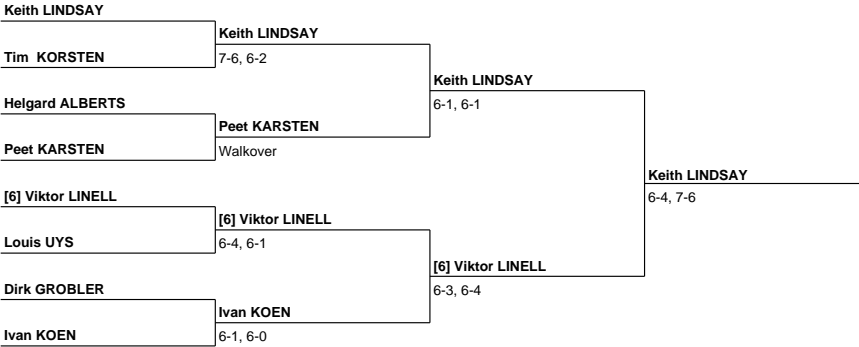 Keith LINDSAY
Keith LINDSAY
Tim KORSTEN
7-6, 6-2
Keith LINDSAY
Helgard ALBERTS
6-1, 6-1
Peet KARSTEN
Peet KARSTEN
Walkover
Keith LINDSAY
[6] Viktor LINELL
6-4, 7-6
[6] Viktor LINELL
Louis UYS
6-4, 6-1
[6] Viktor LINELL
Dirk GROBLER
6-3, 6-4
Ivan KOEN
Ivan KOEN
6-1, 6-0